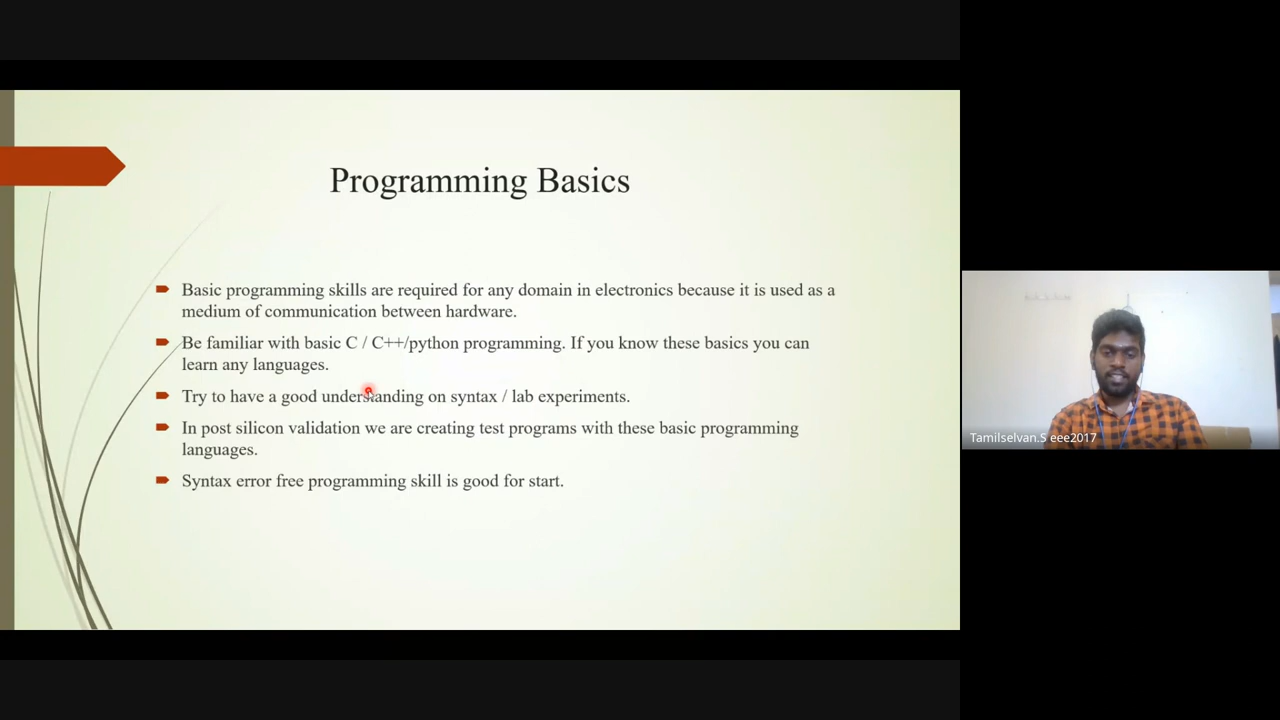 Programming Basics
Basic programming skills are required for any domain in electronics because it is used as a
medium of communication between hardware.
Be familiar with basic C / C++/python programming. If you know these basics you can
learn any languages.
Try to have a good understanding on syntax / lab experiments.
In post silicon validation we are creating test programs with these basic programming
languages.
Syntax error free programming skill is good for start.
Tamilselvan.S eee2017